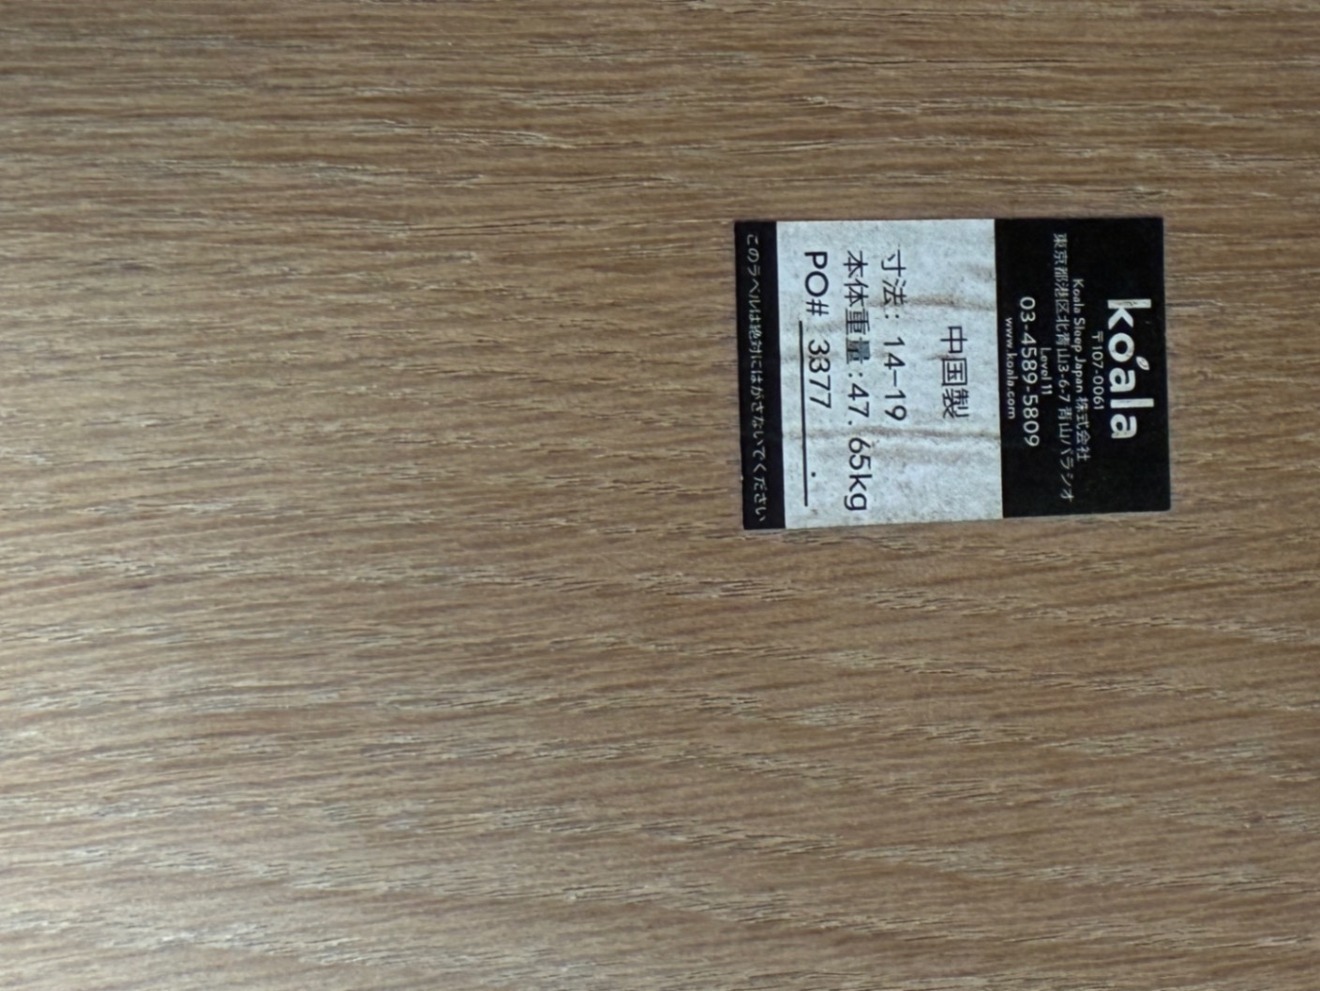 koala
〒107-0061
Koala Sleep Japan 株式会社
東京都港区北青山3-6-7 青山パラシオ
Level 11
03-4589-5809
www.koala.com
中国製
寸法: 14-19
本体重量:47.65kg
PO# 3377
このラベルは絶対にはがさないでください